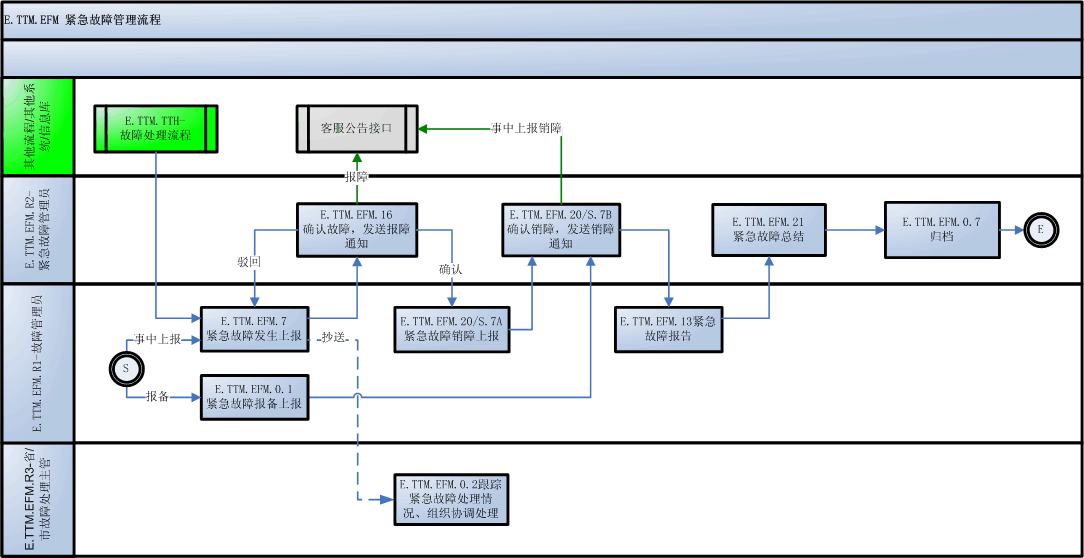 E.TTM.EFM 紧急故障管理流程
其他流程/其他系
统/信息库
E.TTM.TTH-
故障处理流程
客服公告接口
事中上报销障
报障
E.TTM.EFM.R2-
紧急故障管理员
E.TTM.EFM.16
确认故障，发送报障
通知
E.TTM.EFM.20/S.7B
确认销障，发送销障
通知
E.TTM.EFM.21
紧急故障总结
E.TTM.EFM.0.7
归档
E
驳回
确认
E.TTM.EFM.R1-故障管理员
E.TTM.EFM.7
紧急故障发生上报
E.TTM.EFM.20/S.7A
紧急故障销障上报
E.TTM.EFM.13紧急
故障报告
事中上报
抄送
S
报备
E.TTM.EFM.0.1
紧急故障报备上报
E.TTM.EFM.R3-省/
市故障处理主管
E.TTM.EFM.0.2跟踪
紧急故障处理情
况、组织协调处理